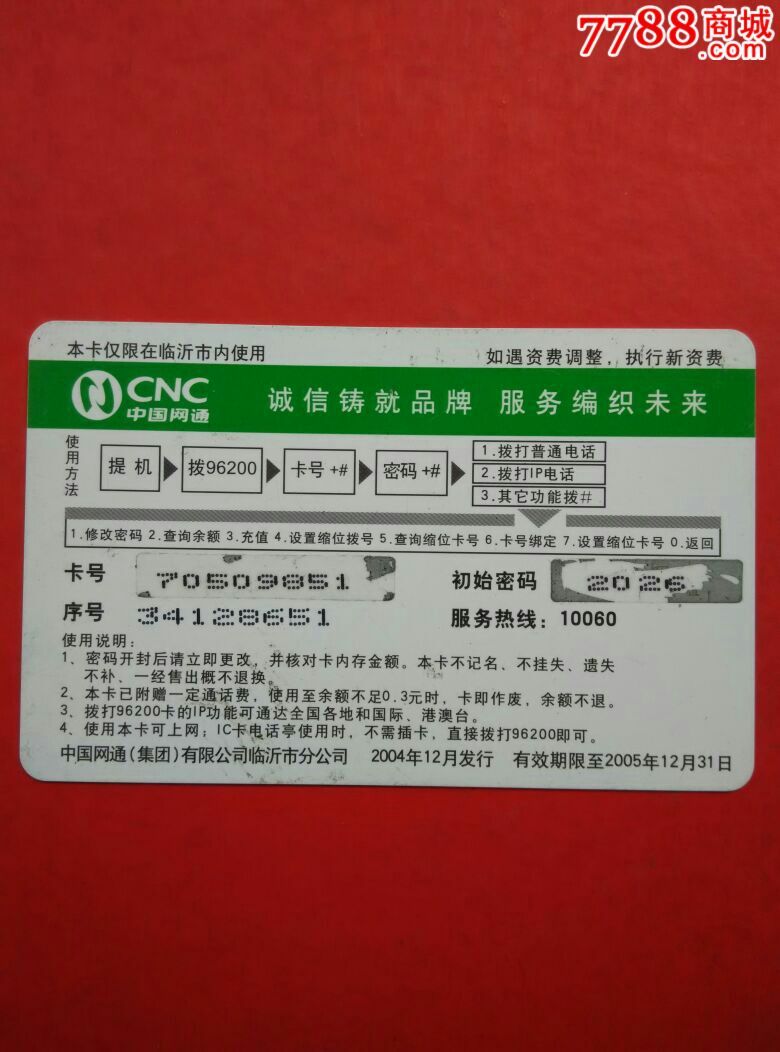 7788商城
.com
本卡仅限在临沂市内使用 如遇资费调整，执行新资费
CNC
中国网通
诚信铸就品牌 服务编织未来
使用方法
提机 拨96200 卡号+# 密码+#
1.拨打普通电话
2.拨打IP电话
3.其它功能拨#
1.修改密码 2.查询余额 3.充值 4.设置缩位拨号 5.查询缩位卡号 6.卡号绑定 7.设置缩位卡号 0.返回
卡号 70509851 初始密码 2026
序号 34128651 服务热线：10060
使用说明：
1、密码开封后请立即更改，并核对卡内存金额。本卡不记名、不挂失、遗失
不补、一经售出概不退换。
2、本卡已附赠一定通话费，使用至余额不足0.3元时，卡即作废，余额不退。
3、拨打96200卡的IP功能可通达全国各地和国际、港澳台。
4、使用本卡可上网；IC卡电话亭使用时，不需插卡，直接拨打96200即可。
中国网通(集团)有限公司临沂市分公司 2004年12月发行 有效期限至2005年12月31日